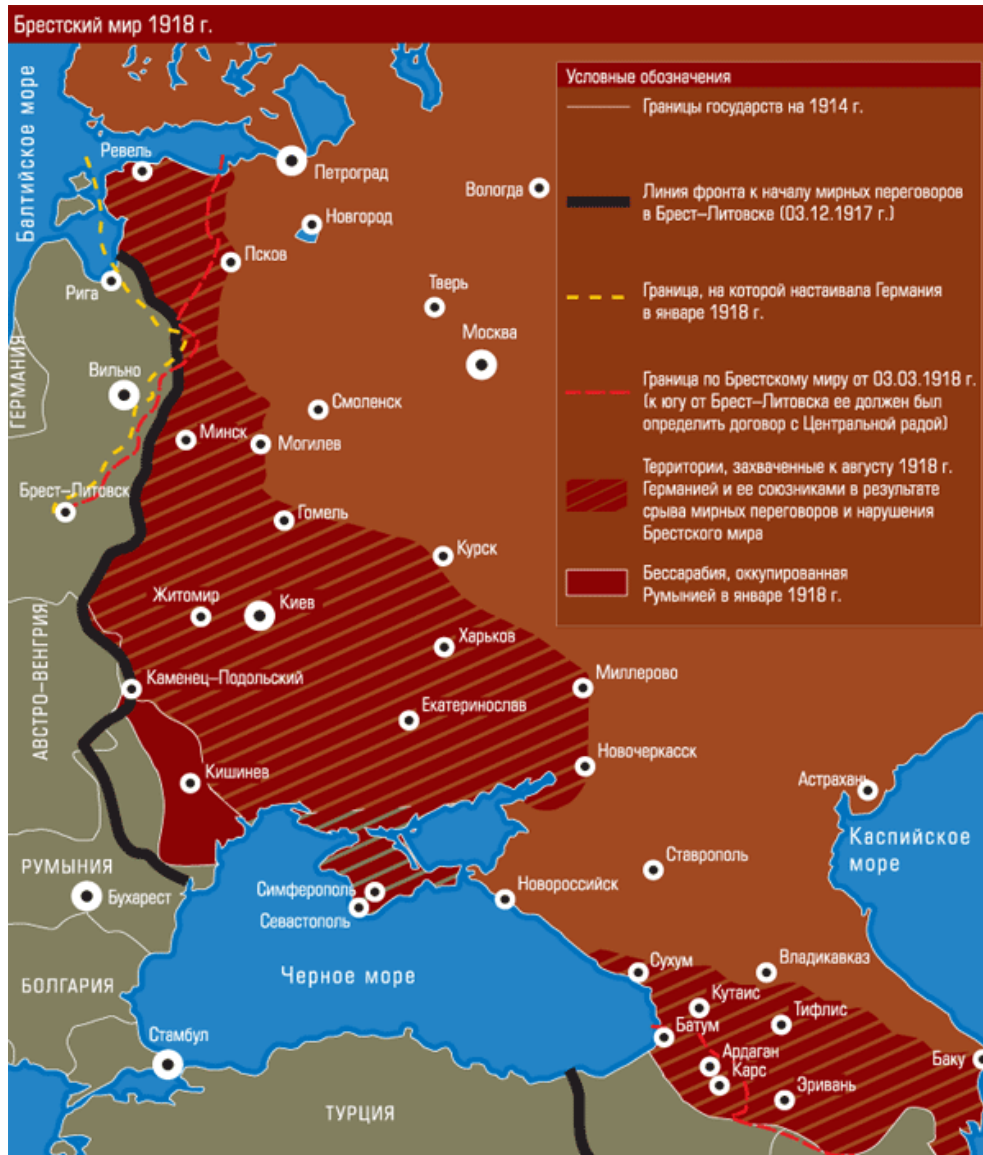 Брестский мир 1918 г.
Условные обозначения
Границы государств на 1914 г.
Линия фронта к началу мирных переговоров
в Брест–Литовске (03.12.1917 г.)
Граница, на которой настаивала Германия
в январе 1918 г.
Граница по Брестскому миру от 03.03.1918 г.
(к югу от Брест–Литовска ее должен был
определить договор с Центральной радой)
Территории, захваченные к августу 1918 г.
Германией и ее союзниками в результате
срыва мирных переговоров и нарушения
Брестского мира
Бессарабия, оккупированная
Румынией в январе 1918 г.
Балтийское море
Ревель
Петроград
Вологда
Новгород
Псков
Рига
Тверь
Москва
ГЕРМАНИЯ
Вильно
Смоленск
Минск
Могилев
Брест–Литовск
Гомель
Курск
Житомир
Киев
Харьков
АВСТРО–ВЕНГРИЯ
Каменец–Подольский
Миллерово
Екатеринослав
Новочеркасск
Кишинев
Астрахань
Каспийское
море
РУМЫНИЯ
Бухарест
Ставрополь
Симферополь
Новороссийск
Севастополь
БОЛГАРИЯ
Черное море
Сухум
Владикавказ
Кутаис
Тифлис
Батум
Стамбул
Ардаган
Карс
Баку
Эривань
ТУРЦИЯ